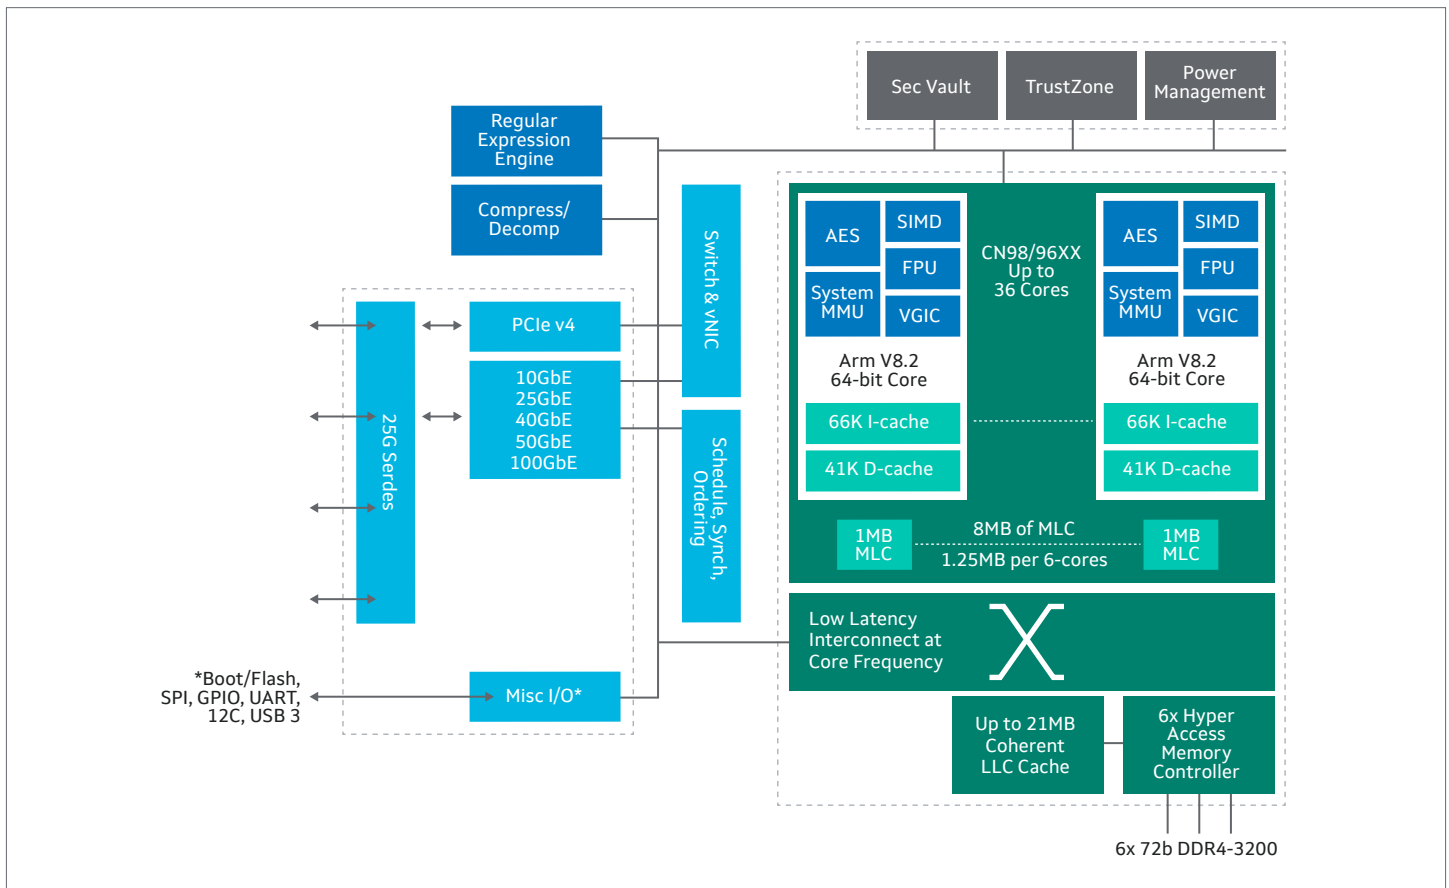 Sec Vault
TrustZone
Power
Management
Regular
Expression
Engine
Compress/
Decomp
Switch & vNIC
PCIe v4
10GbE
25GbE
40GbE
50GbE
100GbE
25G Serdes
Schedule, Synch,
Ordering
Misc I/O*
*Boot/Flash,
SPI, GPIO, UART,
12C, USB 3
AES
SIMD
FPU
System
MMU
VGIC
Arm V8.2
64-bit Core
66K I-cache
41K D-cache
CN98/96XX
Up to
36 Cores
AES
SIMD
FPU
System
MMU
VGIC
Arm V8.2
64-bit Core
66K I-cache
41K D-cache
1MB
MLC
8MB of MLC
1.25MB per 6-cores
1MB
MLC
Low Latency
Interconnect at
Core Frequency
Up to 21MB
Coherent
LLC Cache
6x Hyper
Access
Memory
Controller
6x 72b DDR4-3200